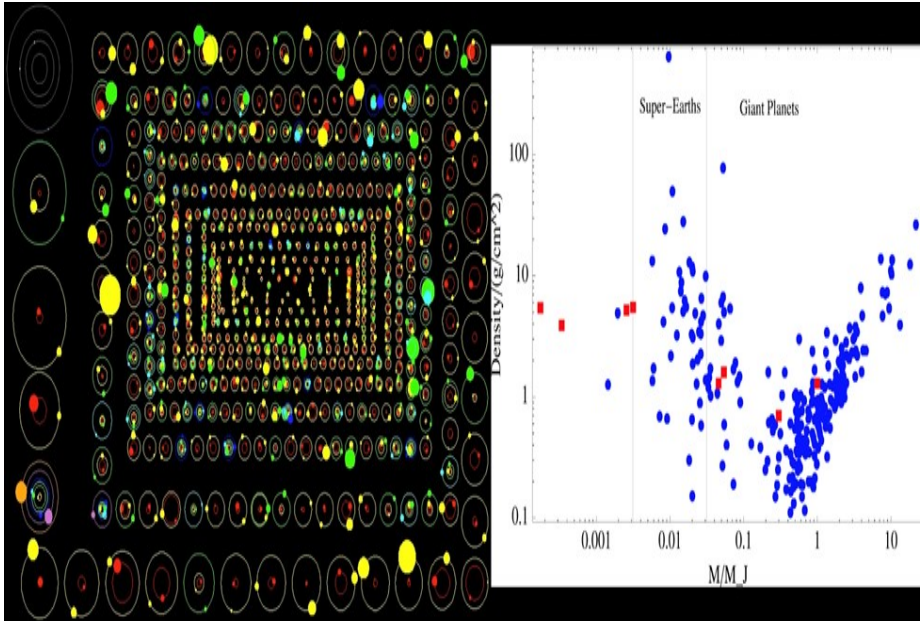 Super-Earths
Giant Planets
100
10
1
0.1
Density/(g/cm^2)
0.001
0.01
0.1
1
10
M/M_J